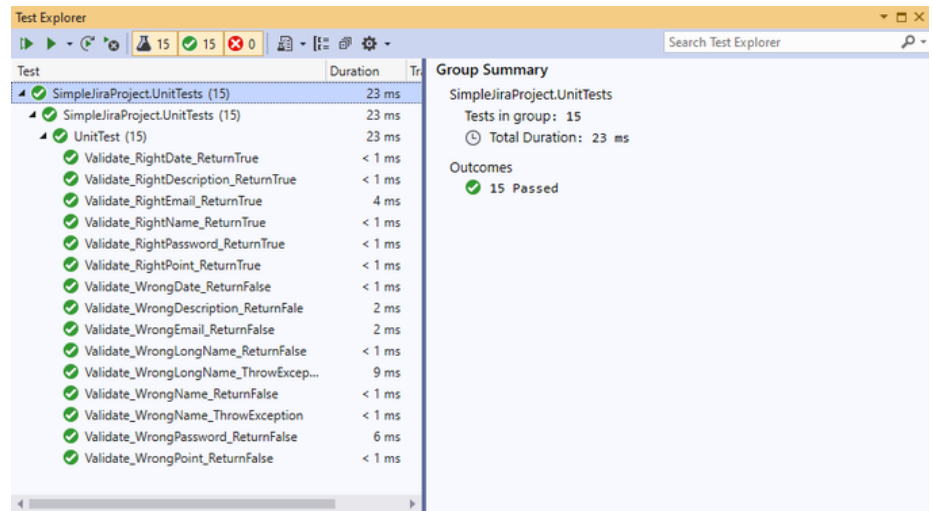 Test Explorer
15 15 0 Search Test Explorer
Test Duration Tr
SimpleJiraProject.UnitTests (15) 23 ms
SimpleJiraProject.UnitTests (15) 23 ms
UnitTest (15) 23 ms
Validate_RightDate_ReturnTrue < 1 ms
Validate_RightDescription_ReturnTrue < 1 ms
Validate_RightEmail_ReturnTrue 4 ms
Validate_RightName_ReturnTrue < 1 ms
Validate_RightPassword_ReturnTrue < 1 ms
Validate_RightPoint_ReturnTrue < 1 ms
Validate_WrongDate_ReturnFalse < 1 ms
Validate_WrongDescription_ReturnFale 2 ms
Validate_WrongEmail_ReturnFalse 2 ms
Validate_WrongLongName_ReturnFalse < 1 ms
Validate_WrongLongName_ThrowExcep... 9 ms
Validate_WrongName_ReturnFalse < 1 ms
Validate_WrongName_ThrowException < 1 ms
Validate_WrongPassword_ReturnFalse 6 ms
Validate_WrongPoint_ReturnFalse < 1 ms
Group Summary
SimpleJiraProject.UnitTests
Tests in group: 15
Total Duration: 23 ms
Outcomes
15 Passed